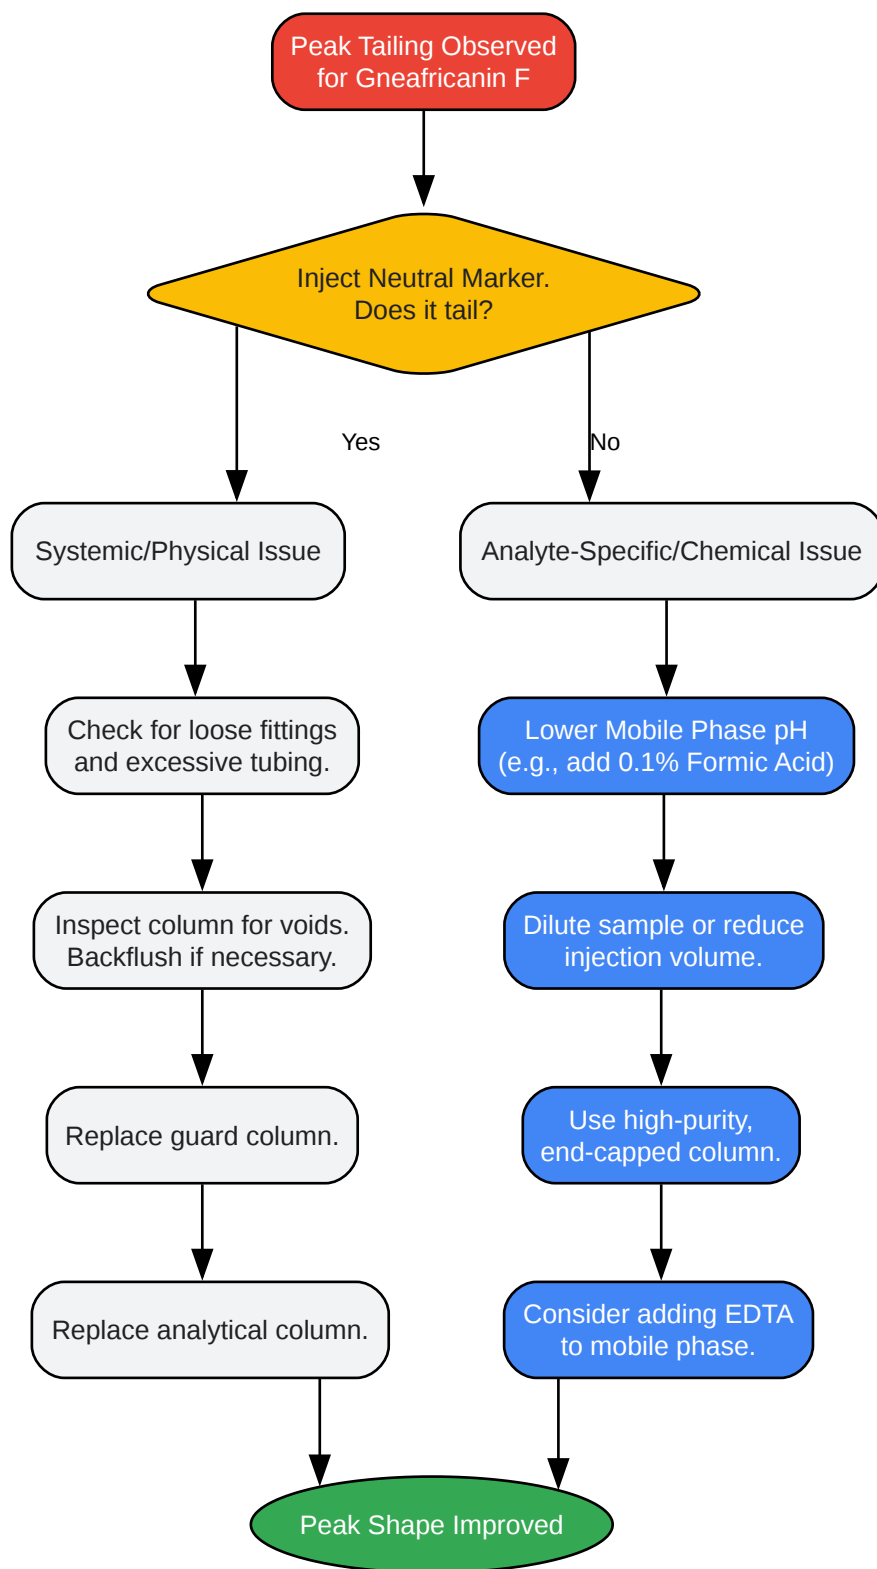 Peak Tailing Observed
for Gneafricanin F
Inject Neutral Marker.
Does it tail?
Yes
No
Systemic/Physical Issue
Analyte-Specific/Chemical Issue
Check for loose fittings
and excessive tubing.
Lower Mobile Phase pH
(e.g., add 0.1% Formic Acid)
Inspect column for voids.
Backflush if necessary.
Dilute sample or reduce
injection volume.
Replace guard column.
Use high-purity,
end-capped column.
Replace analytical column.
Consider adding EDTA
to mobile phase.
Peak Shape Improved